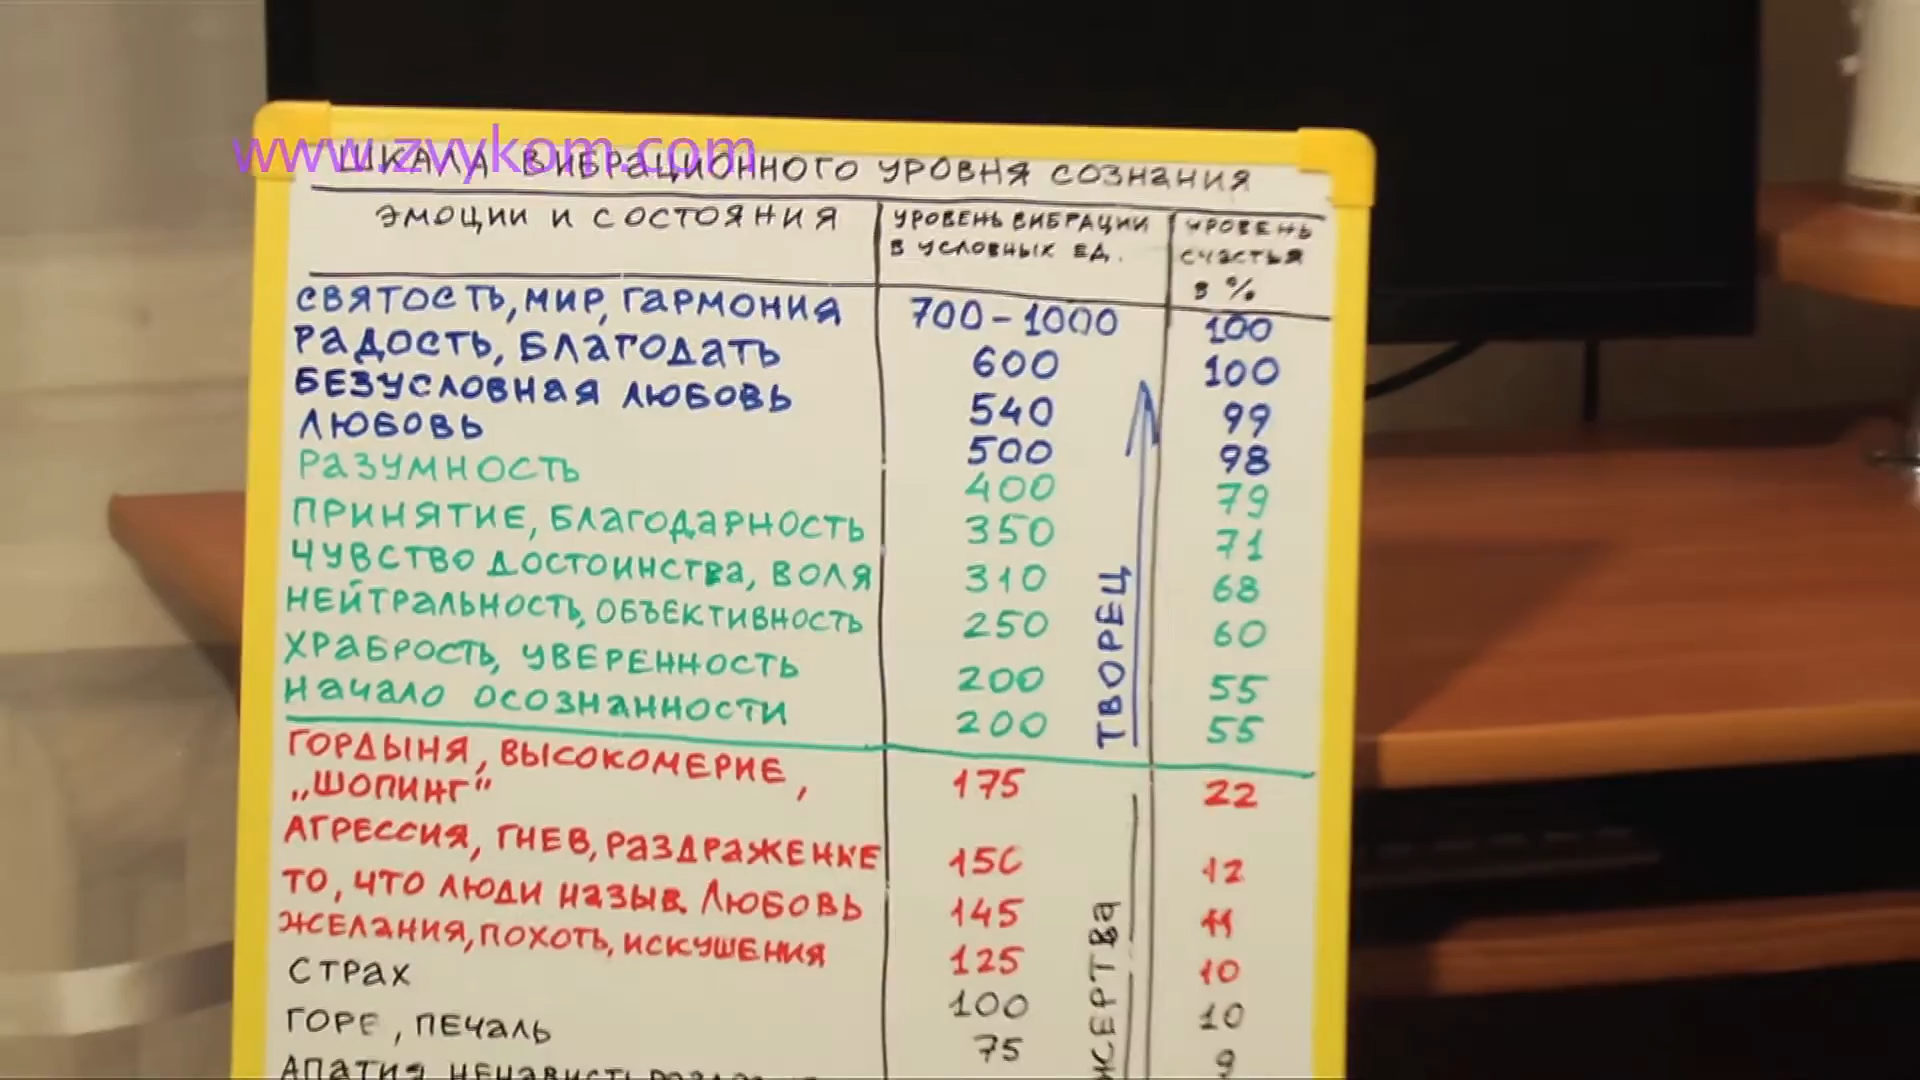 www.zvykom.com
ШКАЛА ВИБРАЦИОННОГО УРОВНЯ СОЗНАНИЯ
ЭМОЦИИ И СОСТОЯНИЯ
УРОВЕНЬ ВИБРАЦИИ
В УСЛОВНЫХ ЕД.
УРОВЕНЬ
СЧАСТЬЯ
В %
СВЯТОСТЬ, МИР, ГАРМОНИЯ 700-1000 100
РАДОСТЬ, БЛАГОДАТЬ 600 100
БЕЗУСЛОВНАЯ ЛЮБОВЬ 540 99
ЛЮБОВЬ 500 98
РАЗУМНОСТЬ 400 79
ПРИНЯТИЕ, БЛАГОДАРНОСТЬ 350 71
ЧУВСТВО ДОСТОИНСТВА, ВОЛЯ 310 68
НЕЙТРАЛЬНОСТЬ, ОБЪЕКТИВНОСТЬ 250 60
ХРАБРОСТЬ, УВЕРЕННОСТЬ 200 55
НАЧАЛО ОСОЗНАННОСТИ 200 55
ТВОРЕЦ
ГОРДЫНЯ, ВЫСОКОМЕРИЕ,
„ШОПИНГ“ 175 22
АГРЕССИЯ, ГНЕВ, РАЗДРАЖЕНИЕ 150 12
ТО, ЧТО ЛЮДИ НАЗЫВ. ЛЮБОВЬ 145 11
ЖЕЛАНИЯ, ПОХОТЬ, ИСКУШЕНИЯ 125 10
СТРАХ 100 10
ГОРЕ, ПЕЧАЛЬ 75 9
ЖЕРТВА
АПАТИЯ, НЕНАВИСТЬ